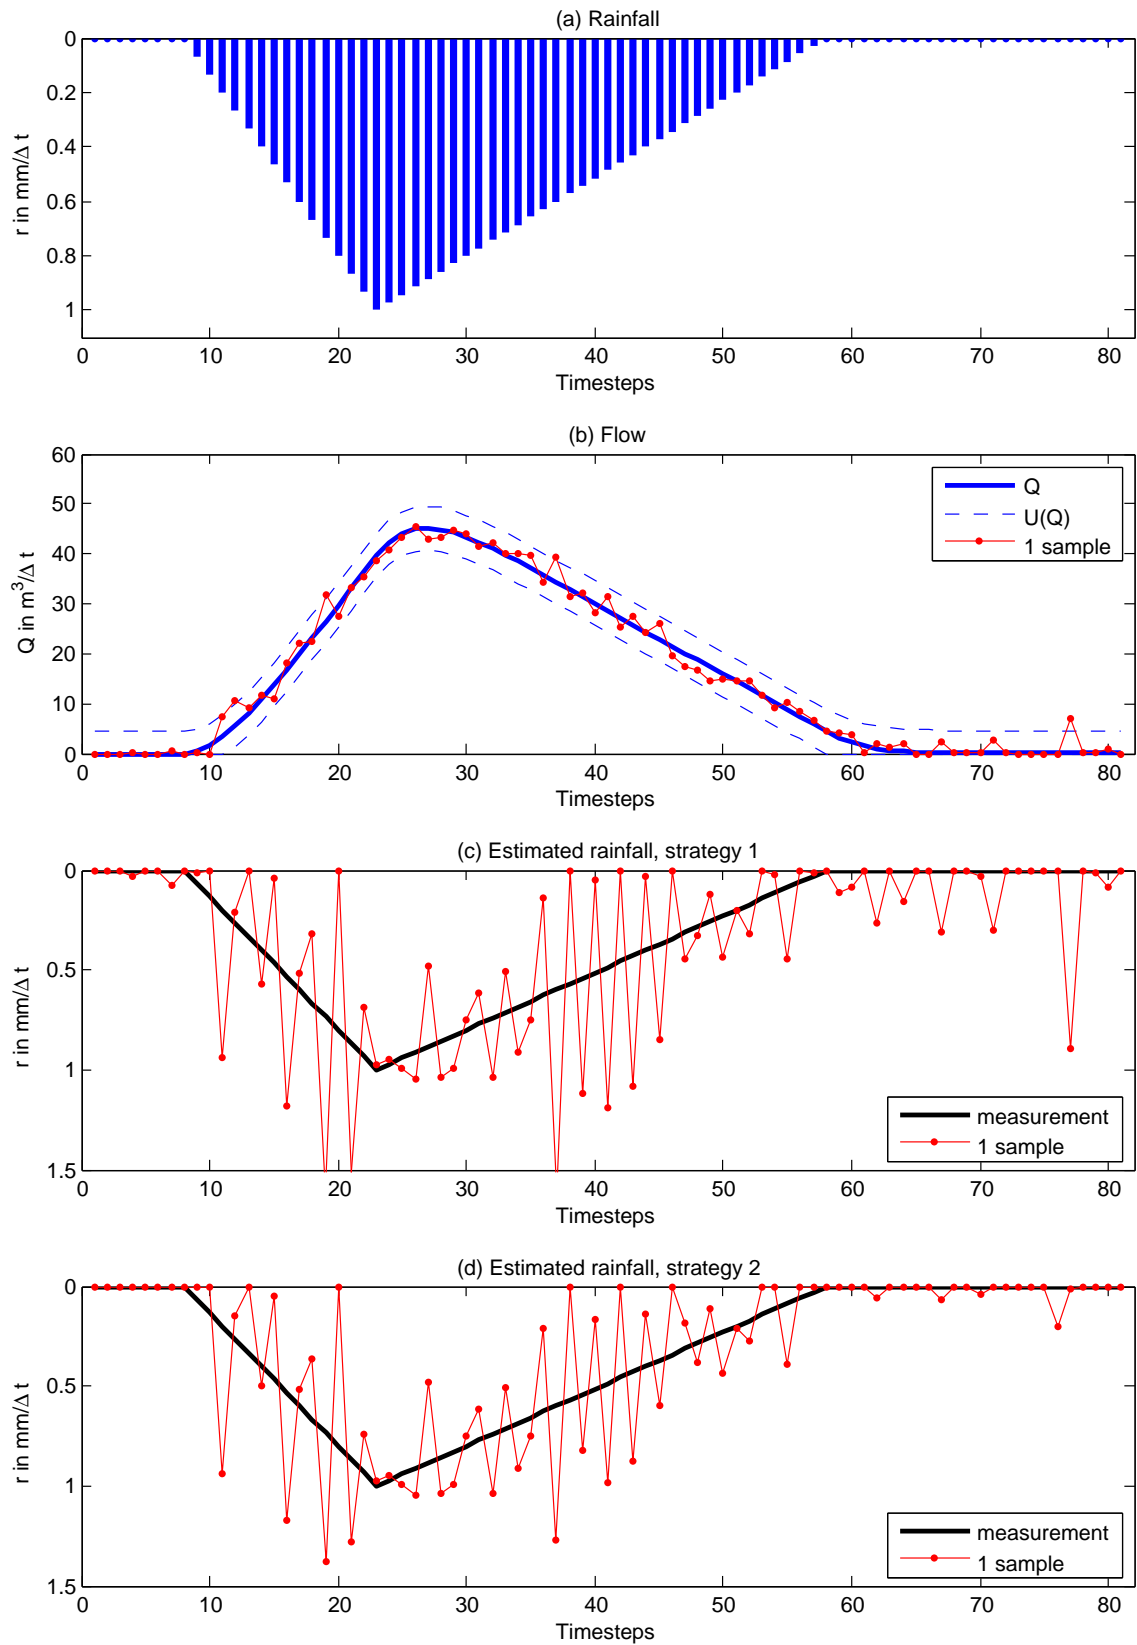 (a) Rainfall
0
0.2
0.4
0.6
0.8
1
r in mm/Δ t
0 10 20 30 40 50 60 70 80
Timesteps
(b) Flow
60
50
40
30
20
10
0
Q in m³/Δ t
Q
U(Q)
1 sample
0 10 20 30 40 50 60 70 80
Timesteps
(c) Estimated rainfall, strategy 1
0
0.5
1
1.5
r in mm/Δ t
measurement
1 sample
0 10 20 30 40 50 60 70 80
Timesteps
(d) Estimated rainfall, strategy 2
0
0.5
1
1.5
r in mm/Δ t
measurement
1 sample
0 10 20 30 40 50 60 70 80
Timesteps